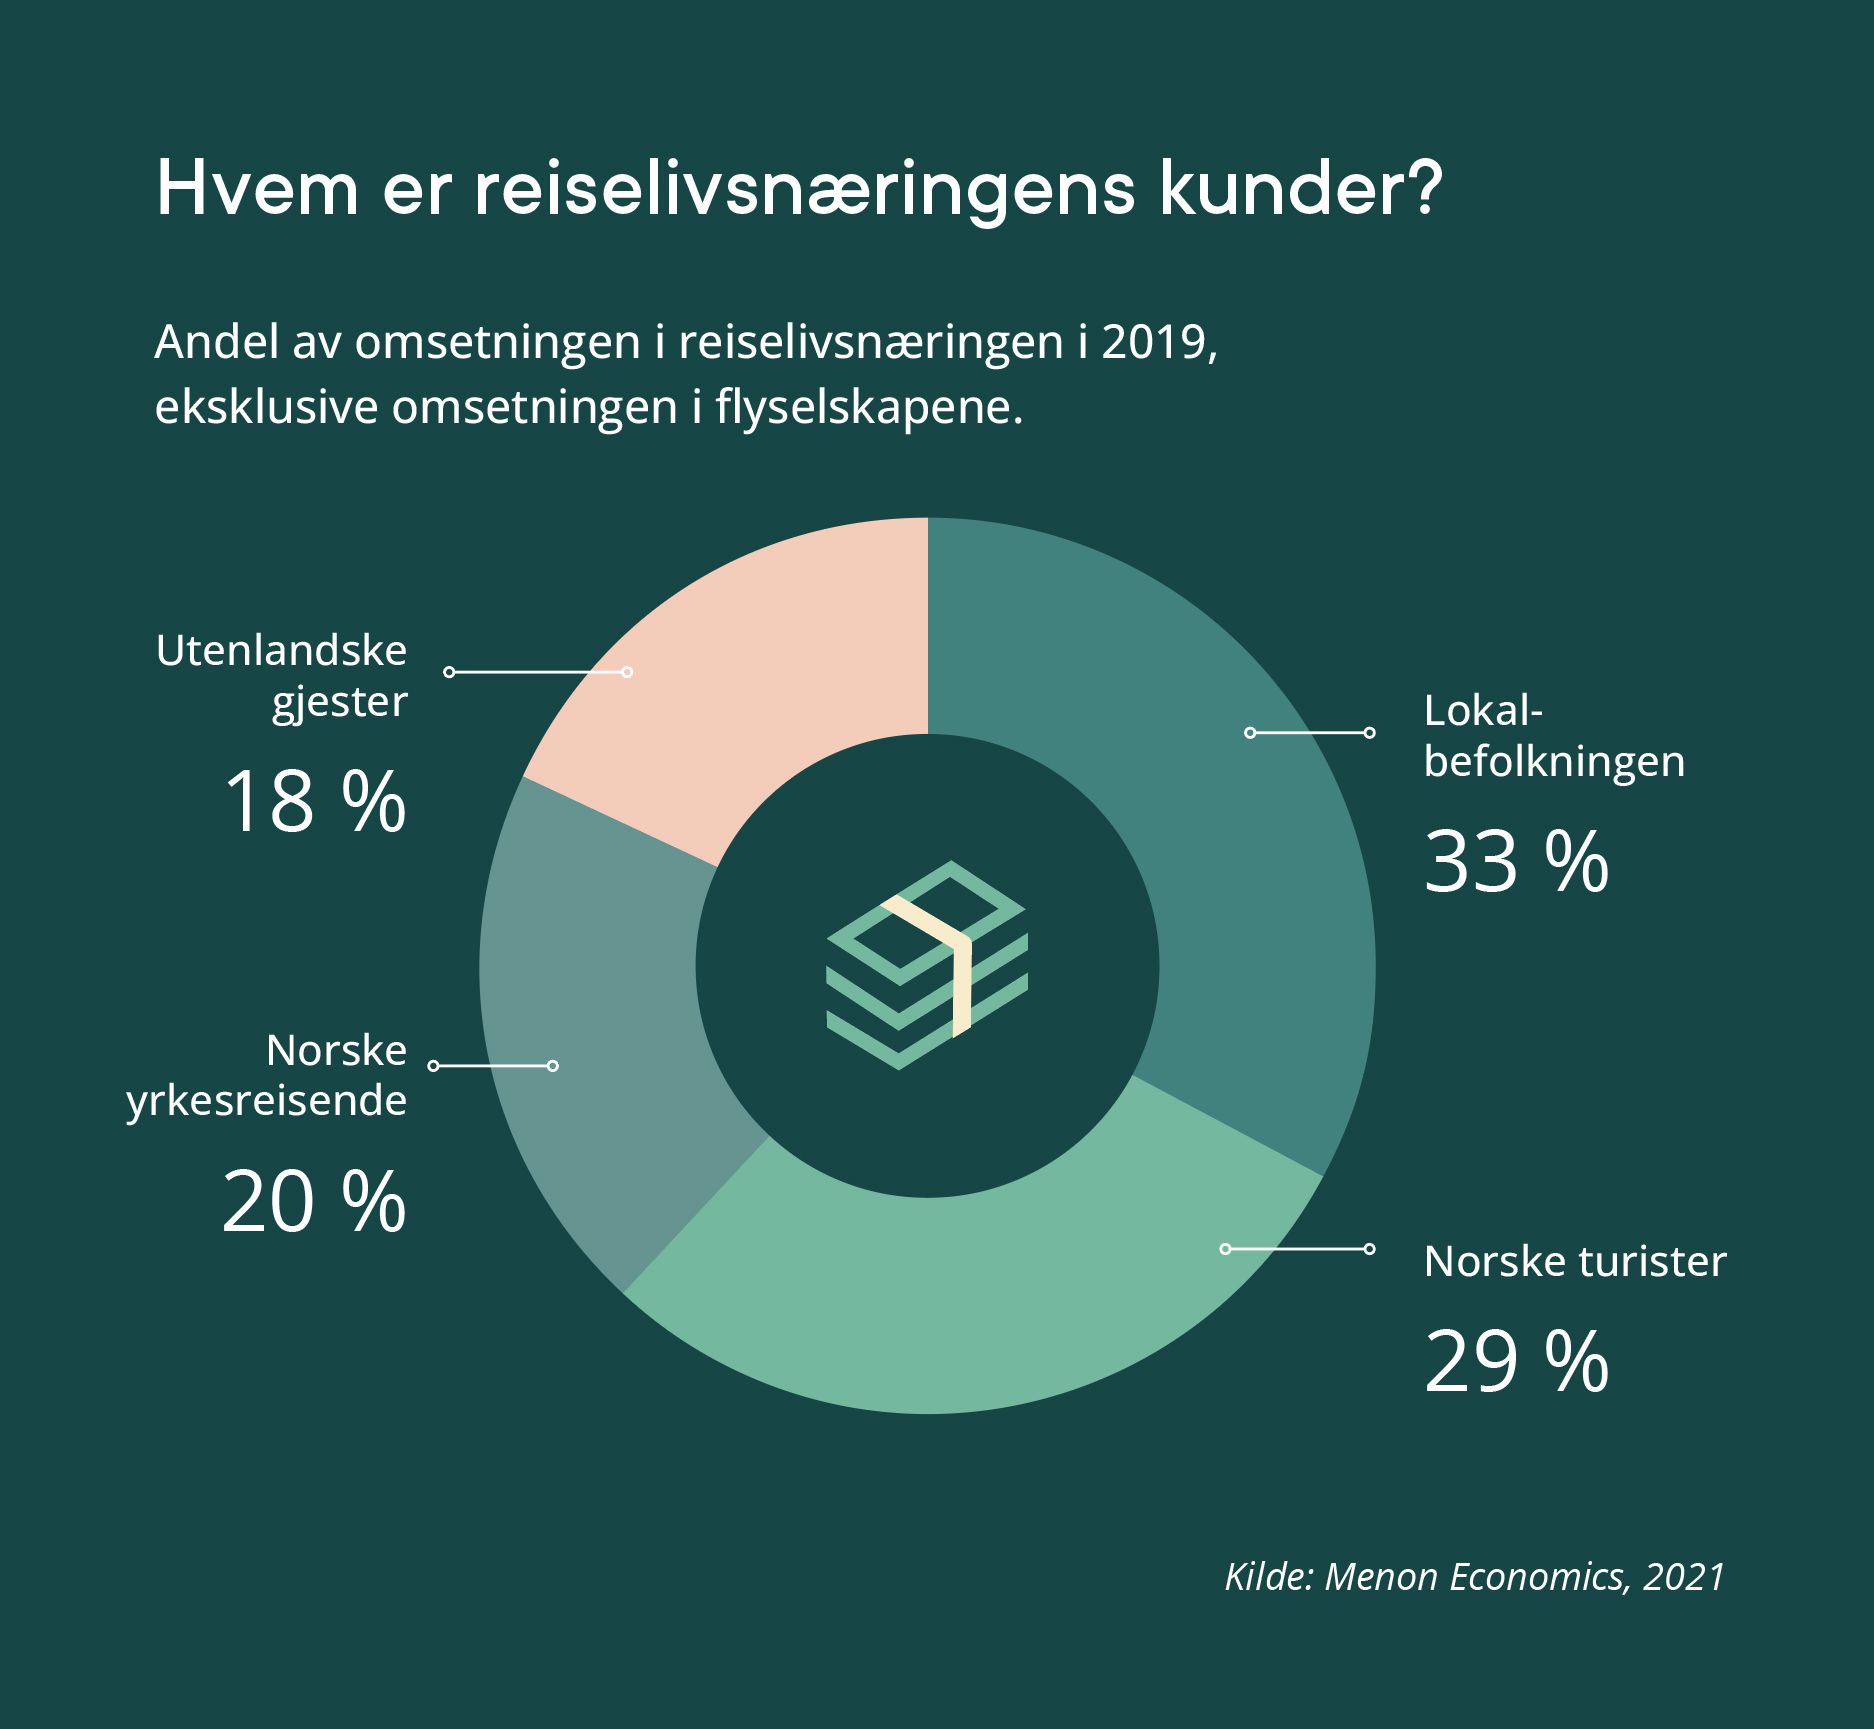 Hvem er reiselivsnæringens kunder?
Andel av omsetningen i reiselivsnæringen i 2019,
eksklusive omsetningen i flyselskapene.
Utenlandske
gjester
18 %
Lokal-
befolkningen
33 %
Norske
yrkesreisende
20 %
Norske turister
29 %
Kilde: Menon Economics, 2021